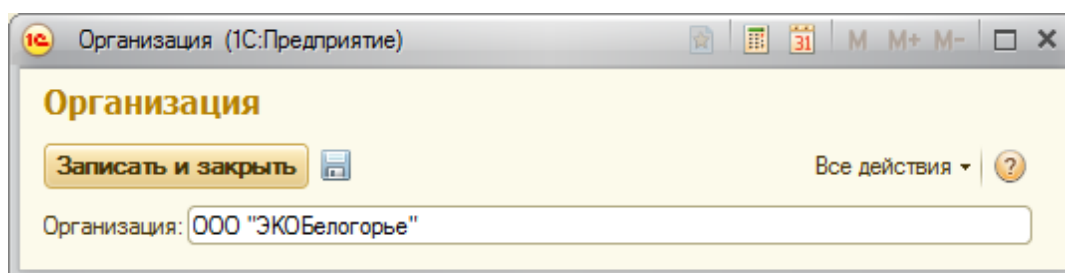 1С Организация (1С:Предприятие) 31 M M+ M-
Организация
Записать и закрыть Все действия ?
Организация: ООО "ЭКОБелогорье"